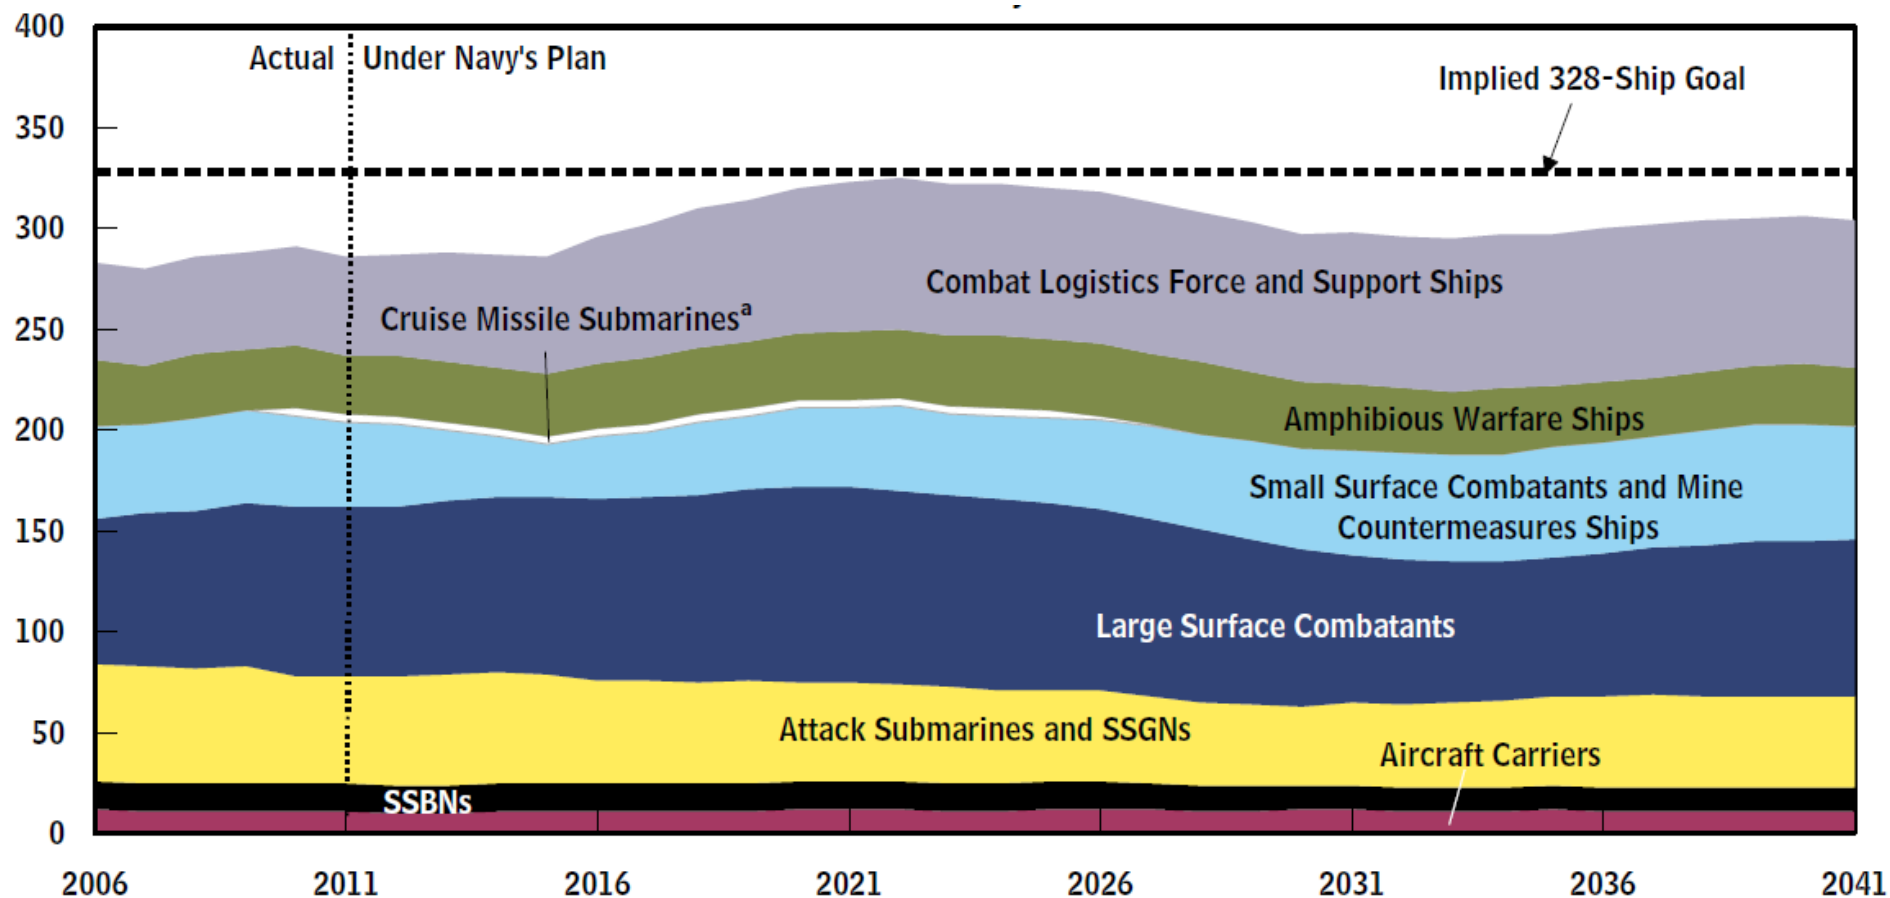 400
Actual
Under Navy's Plan
Implied 328-Ship Goal
350
300
Combat Logistics Force and Support Ships
Cruise Missile Submarinesᵃ
250
Amphibious Warfare Ships
200
Small Surface Combatants and Mine
Countermeasures Ships
150
Large Surface Combatants
100
Attack Submarines and SSGNs
50
Aircraft Carriers
SSBNs
0
2006 2011 2016 2021 2026 2031 2036 2041